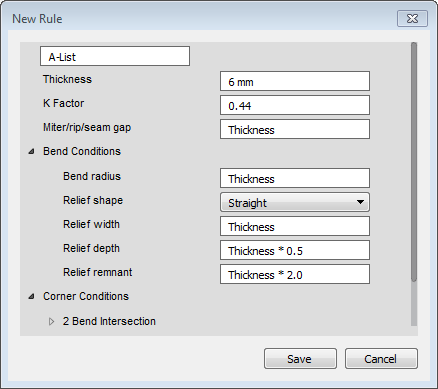 New Rule
A-List
Thickness 6 mm
K Factor 0.44
Miter/rip/seam gap Thickness
Bend Conditions
Bend radius Thickness
Relief shape Straight
Relief width Thickness
Relief depth Thickness * 0.5
Relief remnant Thickness * 2.0
Corner Conditions
2 Bend Intersection
Save Cancel